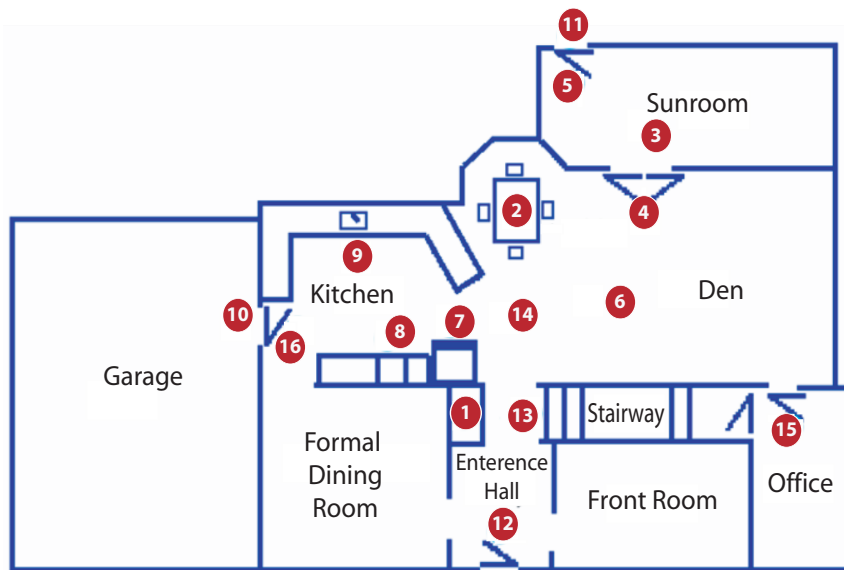 11
5
Sunroom
3
2
4
9
Kitchen
Den
6
10
14
7
8
16
Garage
1
13
Stairway
15
Formal
Dining
Room
Enterence
Hall
Front Room
Office
12